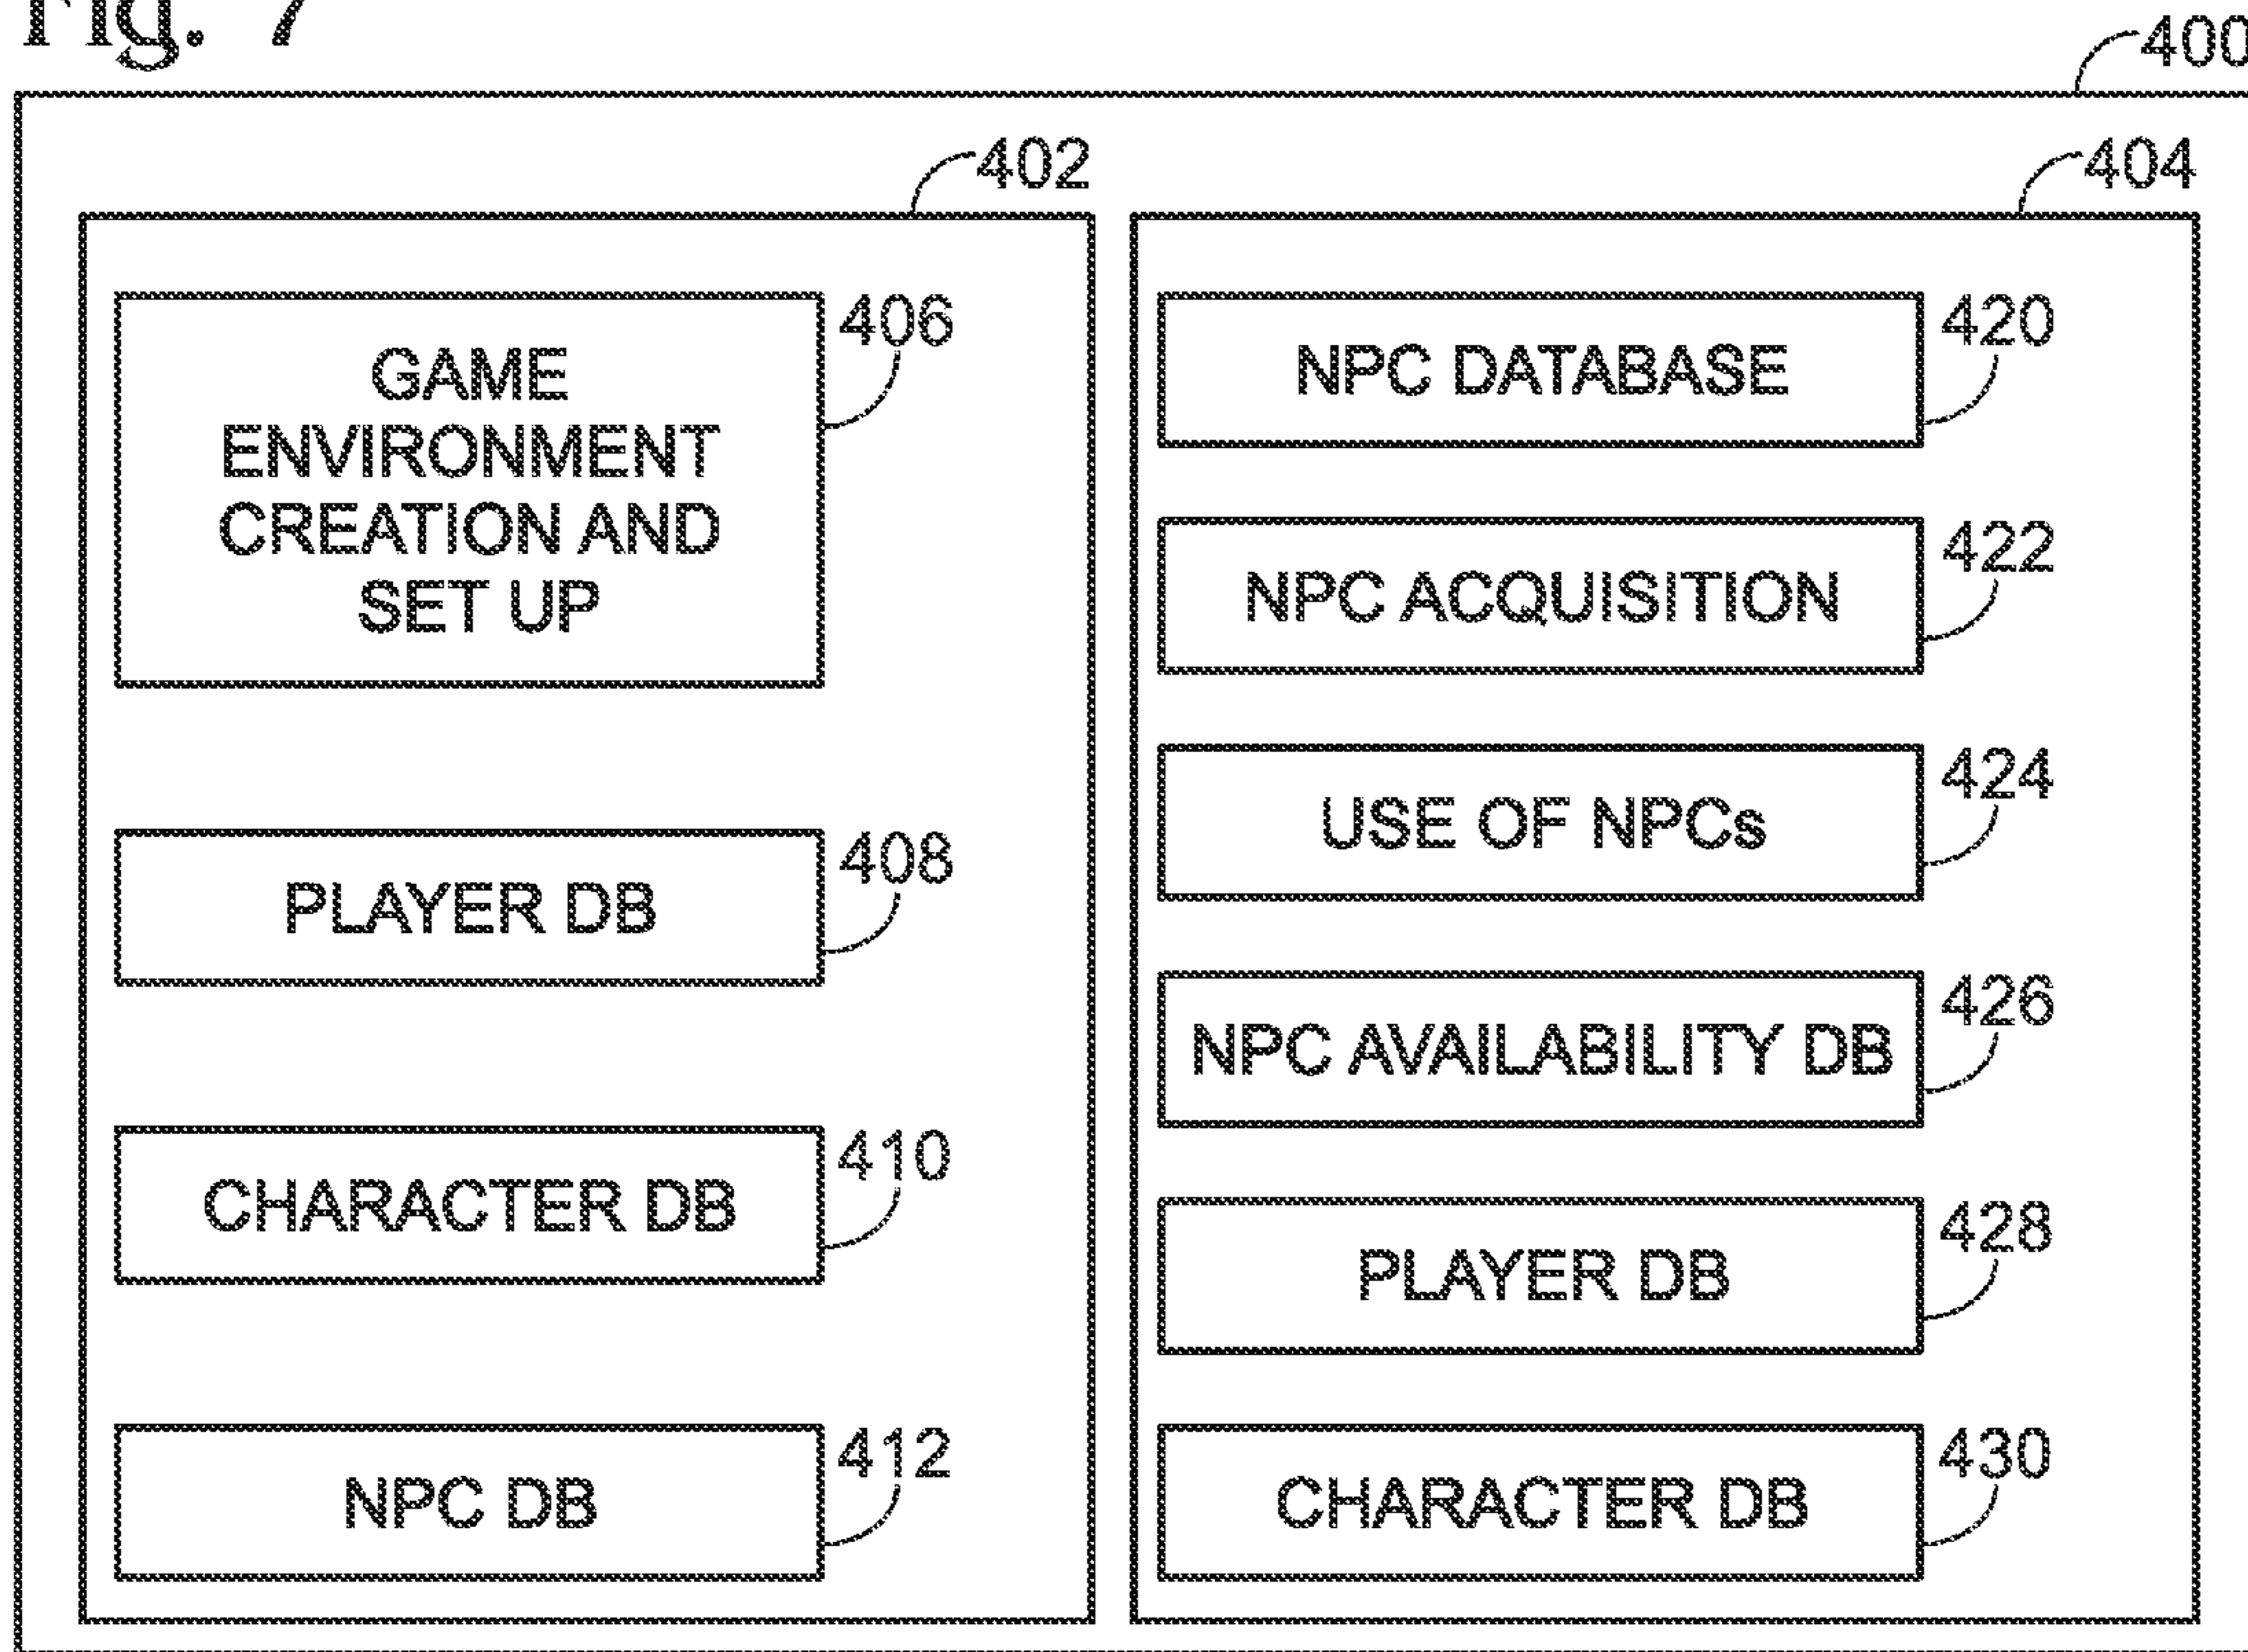 Fig. 7
400
402
GAME
ENVIRONMENT
CREATION AND
SET UP
406
PLAYER DB
408
CHARACTER DB
410
NPC DB
412
404
NPC DATABASE
420
NPC ACQUISITION
422
USE OF NPCs
424
NPC AVAILABILITY DB
426
PLAYER DB
428
CHARACTER DB
430